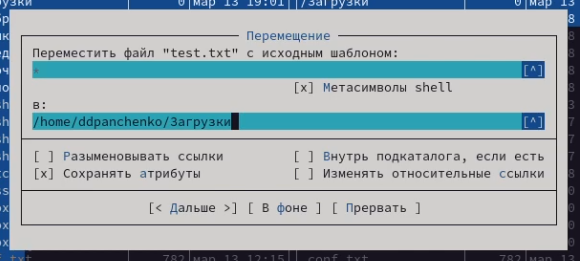 грузки 0 мар 13 19:01 /Загрузки 0 мар 13
Перемещение
Переместить файл "test.txt" с исходным шаблоном:
* [^]
[x] Метасимволы shell
в:
/home/ddpanchenko/Загрузки [^]
[ ] Разыменовывать ссылки [ ] Внутрь подкаталога, если есть
[x] Сохранять атрибуты [ ] Изменять относительные ссылки
[< Дальше >] [ В фоне ] [ Прервать ]
f.txt 782 мар 13 12:15 conf.txt 782 мар 13